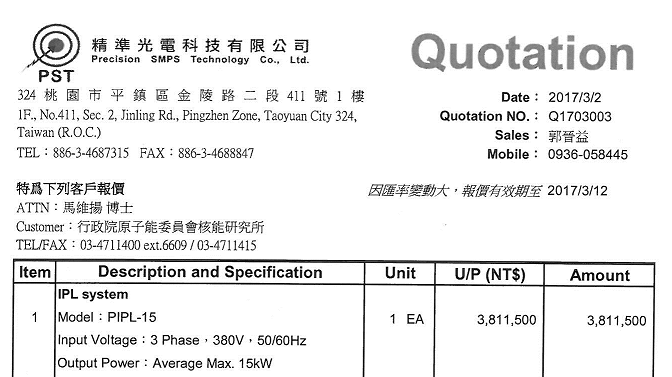 PST
精準光電科技有限公司
Precision SMPS Technology Co., Ltd.
Quotation
324 桃園市平鎮區金陵路二段 411 號 1 樓
1F., No.411, Sec. 2, Jinling Rd., Pingzhen Zone, Taoyuan City 324,
Taiwan (R.O.C.)
TEL：886-3-4687315 FAX：886-3-4688847
Date： 2017/3/2
Quotation NO.： Q1703003
Sales： 郭晉益
Mobile： 0936-058445
特爲下列客戶報價
因匯率變動大，報價有效期至 2017/3/12
ATTN：馬維揚 博士
Customer：行政院原子能委員會核能研究所
TEL/FAX：03-4711400 ext.6609 / 03-4711415
Item Description and Specification Unit U/P (NT$) Amount
IPL system
1 Model：PIPL-15 1 EA 3,811,500 3,811,500
Input Voltage：3 Phase，380V，50/60Hz
Output Power：Average Max. 15kW